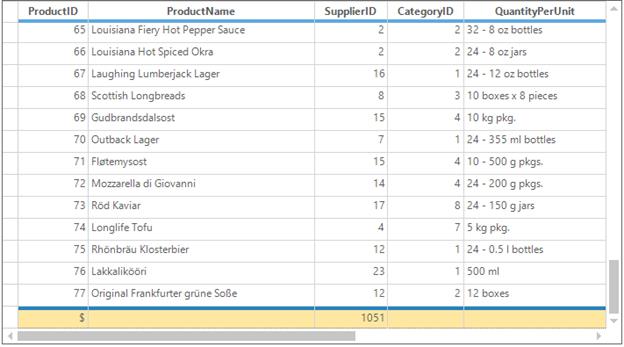 ProductID ProductName SupplierID CategoryID QuantityPerUnit
65 Louisiana Fiery Hot Pepper Sauce 2 2 32 - 8 oz bottles
66 Louisiana Hot Spiced Okra 2 2 24 - 8 oz jars
67 Laughing Lumberjack Lager 16 1 24 - 12 oz bottles
68 Scottish Longbreads 8 3 10 boxes x 8 pieces
69 Gudbrandsdalsost 15 4 10 kg pkg.
70 Outback Lager 7 1 24 - 355 ml bottles
71 Fløtemysost 15 4 10 - 500 g pkgs.
72 Mozzarella di Giovanni 14 4 24 - 200 g pkgs.
73 Röd Kaviar 17 8 24 - 150 g jars
74 Longlife Tofu 4 7 5 kg pkg.
75 Rhönbräu Klosterbier 12 1 24 - 0.5 l bottles
76 Lakkalikööri 23 1 500 ml
77 Original Frankfurter grüne Soße 12 2 12 boxes
$ 1051